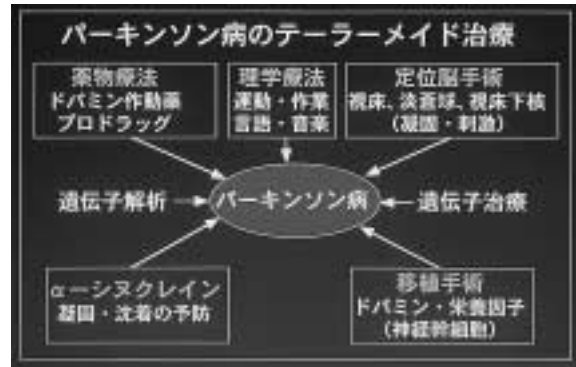 パーキンソン病のテーラーメイド治療
薬物療法
ドパミン作動薬
プロドラッグ
理学療法
運動・作業
言語・音楽
定位脳手術
視床、淡蒼球、視床下核
(凝固・刺激)
遺伝子解析
パーキンソン病
遺伝子治療
αーシヌクレイン
凝固・沈着の予防
移植手術
ドパミン・栄養因子
(神経幹細胞)